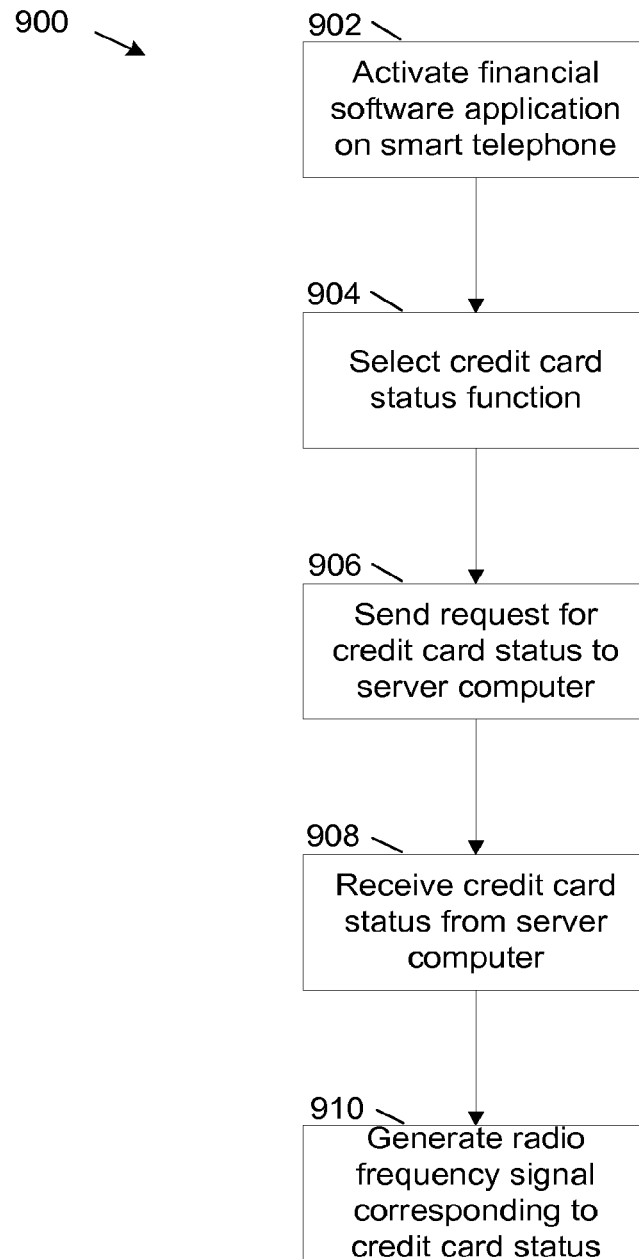 900
902
Activate financial
software application
on smart telephone
904
Select credit card
status function
906
Send request for
credit card status to
server computer
908
Receive credit card
status from server
computer
910
Generate radio
frequency signal
corresponding to
credit card status